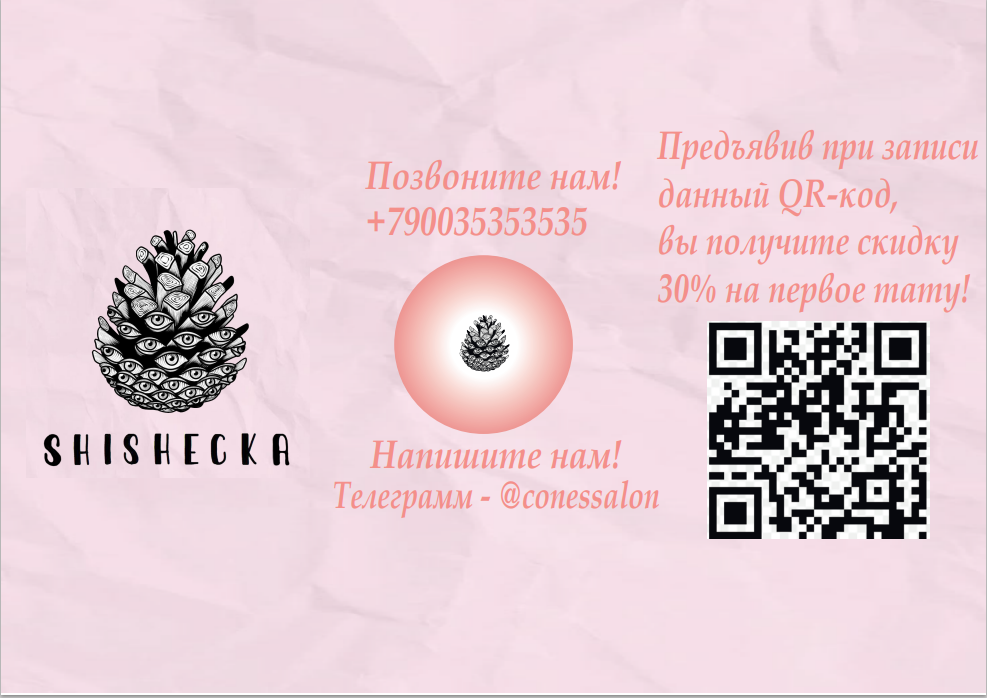 SHISHECKA
Позвоните нам!
+790035353535
Напишите нам!
Телеграмм - @conessalon
Предъявив при записи
данный QR-код,
вы получите скидку
30% на первое тату!